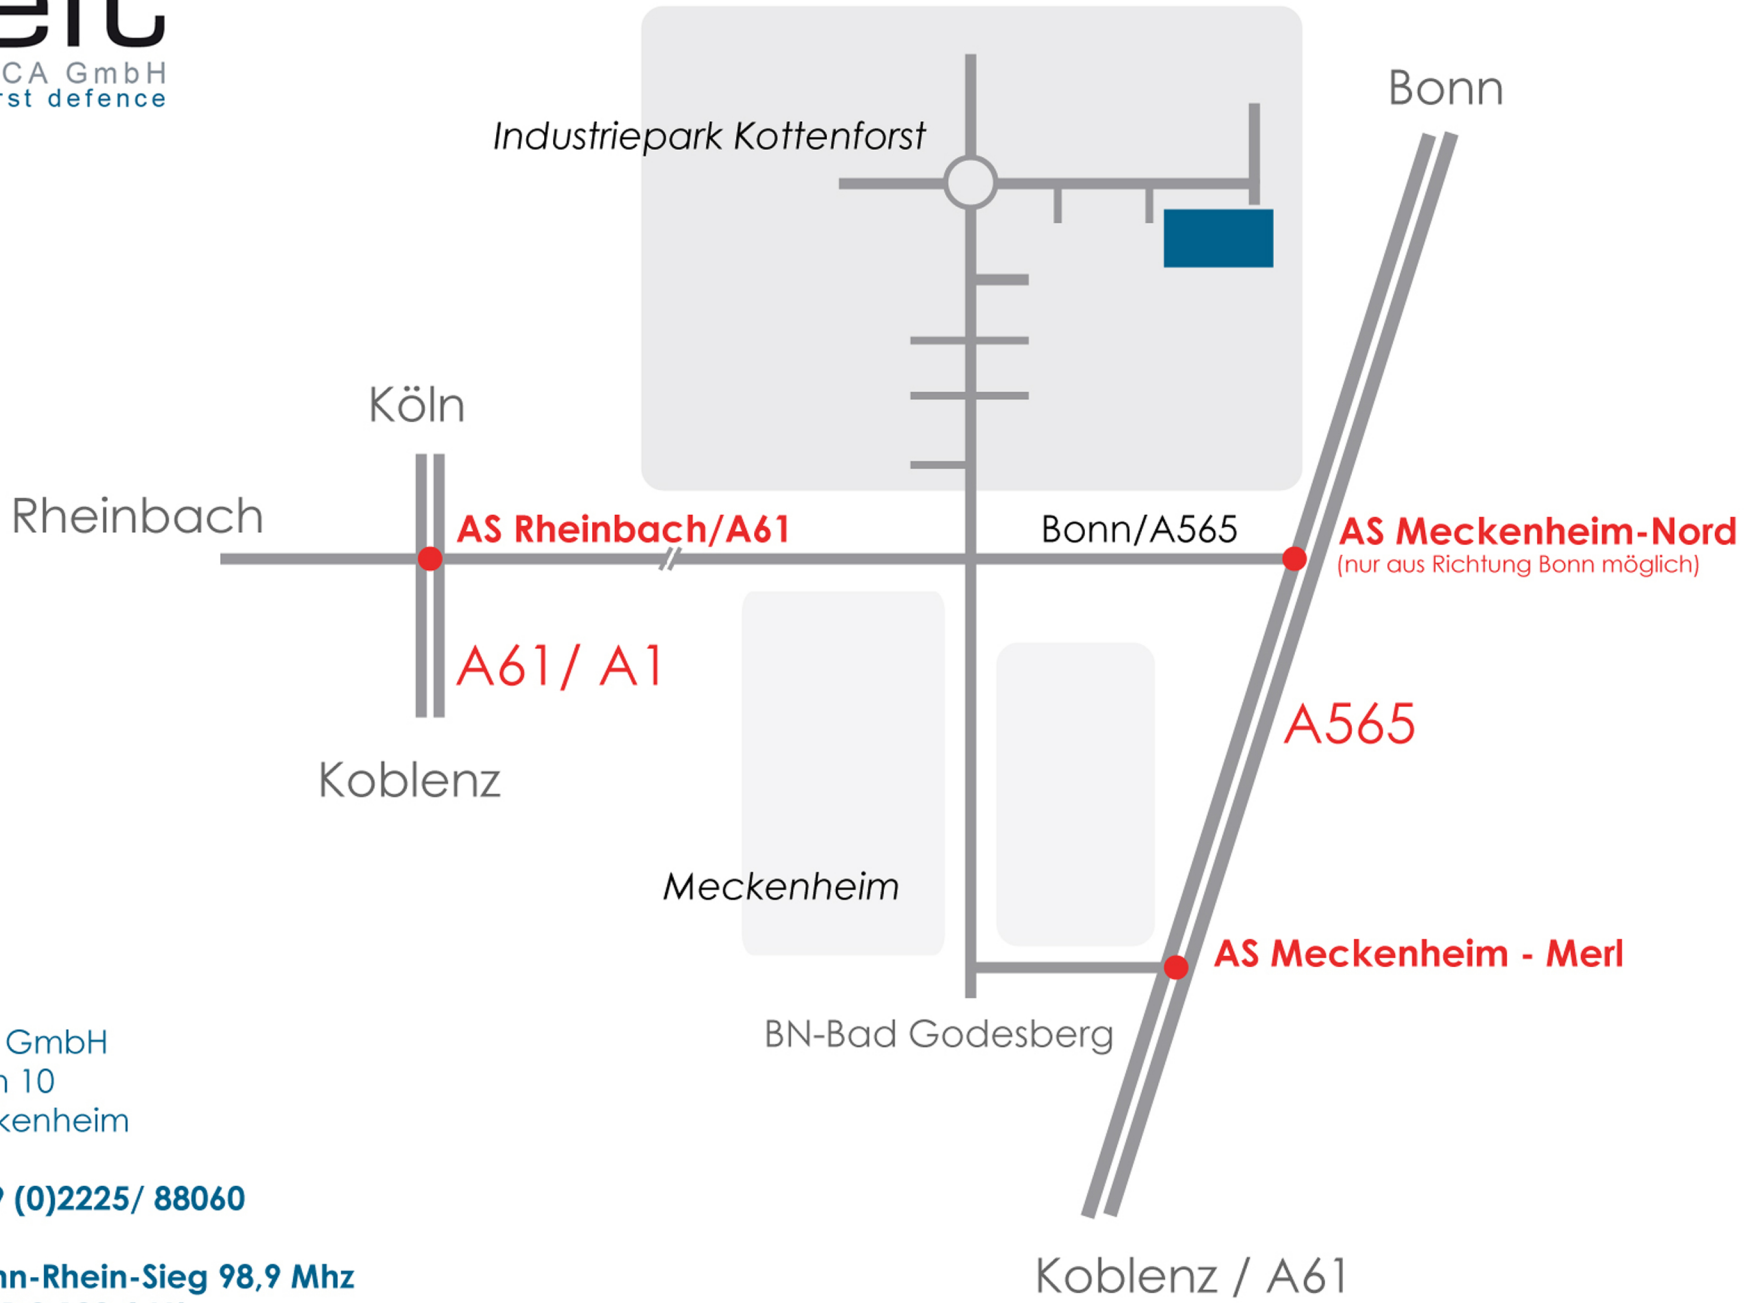 CA GmbH
rst defence
Bonn
Industriepark Kottenforst
Köln
Rheinbach
AS Rheinbach/A61
Bonn/A565
AS Meckenheim-Nord
(nur aus Richtung Bonn möglich)
A61/ A1
A565
Koblenz
Meckenheim
AS Meckenheim - Merl
BN-Bad Godesberg
GmbH
n 10
kenheim
9 (0)2225/ 88060
nn-Rhein-Sieg 98,9 Mhz
Koblenz / A61